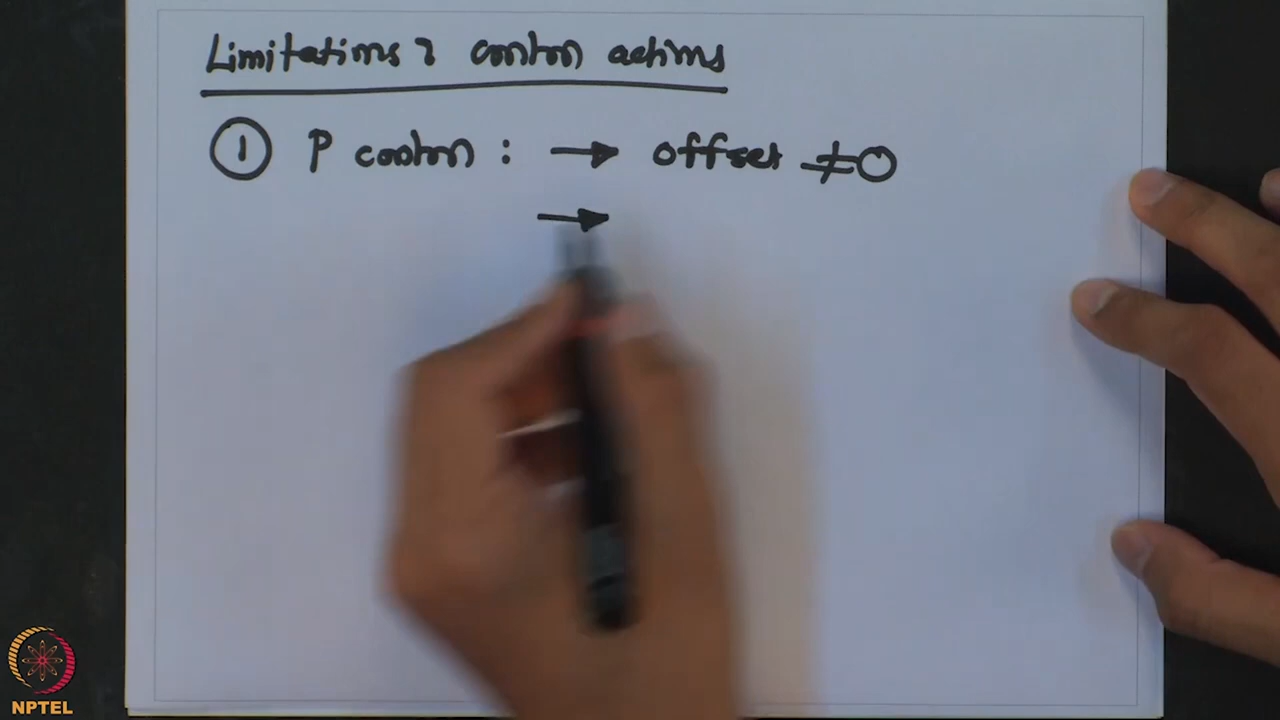 Limitations of control actions
① P control : → offset ≠0
→
NPTEL